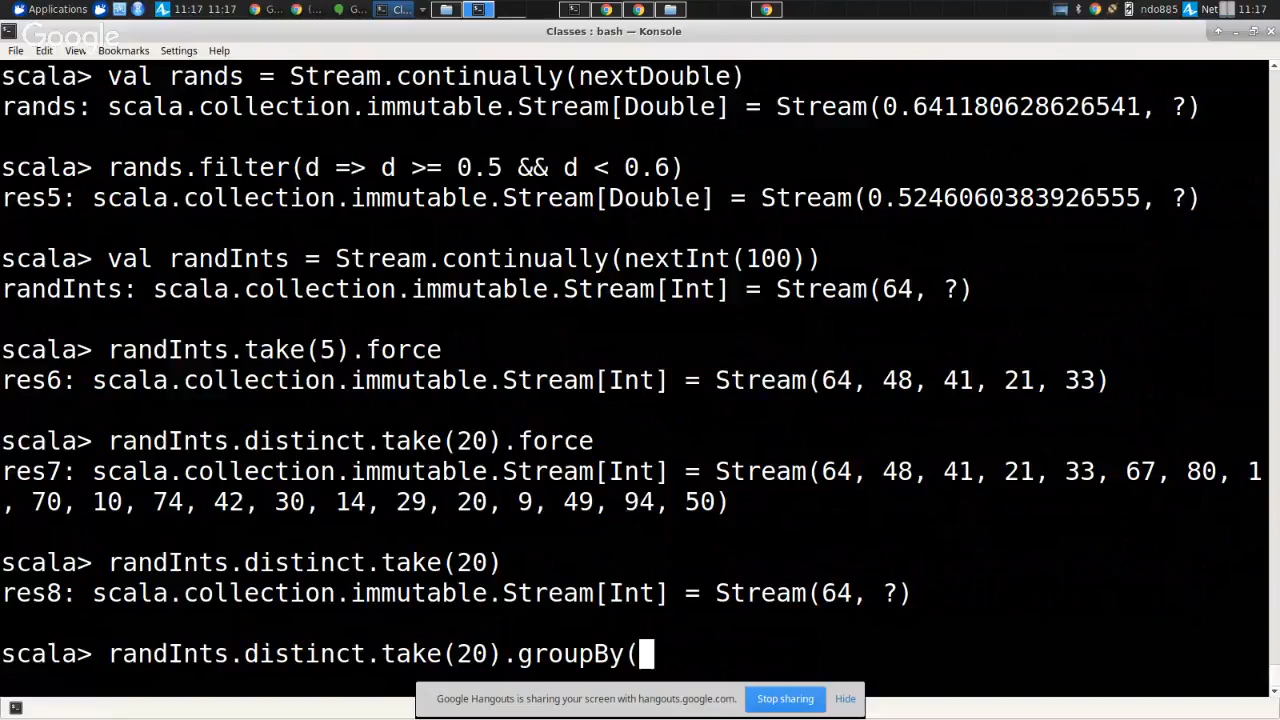 Applications 11:17 11:17 G... (... G... Cl... ndo885 Net 11:17
Google
Classes : bash — Konsole
File Edit View Bookmarks Settings Help
scala> val rands = Stream.continually(nextDouble)
rands: scala.collection.immutable.Stream[Double] = Stream(0.641180628626541, ?)
scala> rands.filter(d => d >= 0.5 && d < 0.6)
res5: scala.collection.immutable.Stream[Double] = Stream(0.5246060383926555, ?)
scala> val randInts = Stream.continually(nextInt(100))
randInts: scala.collection.immutable.Stream[Int] = Stream(64, ?)
scala> randInts.take(5).force
res6: scala.collection.immutable.Stream[Int] = Stream(64, 48, 41, 21, 33)
scala> randInts.distinct.take(20).force
res7: scala.collection.immutable.Stream[Int] = Stream(64, 48, 41, 21, 33, 67, 80, 1
, 70, 10, 74, 42, 30, 14, 29, 20, 9, 49, 94, 50)
scala> randInts.distinct.take(20)
res8: scala.collection.immutable.Stream[Int] = Stream(64, ?)
scala> randInts.distinct.take(20).groupBy(
Google Hangouts is sharing your screen with hangouts.google.com. Stop sharing Hide